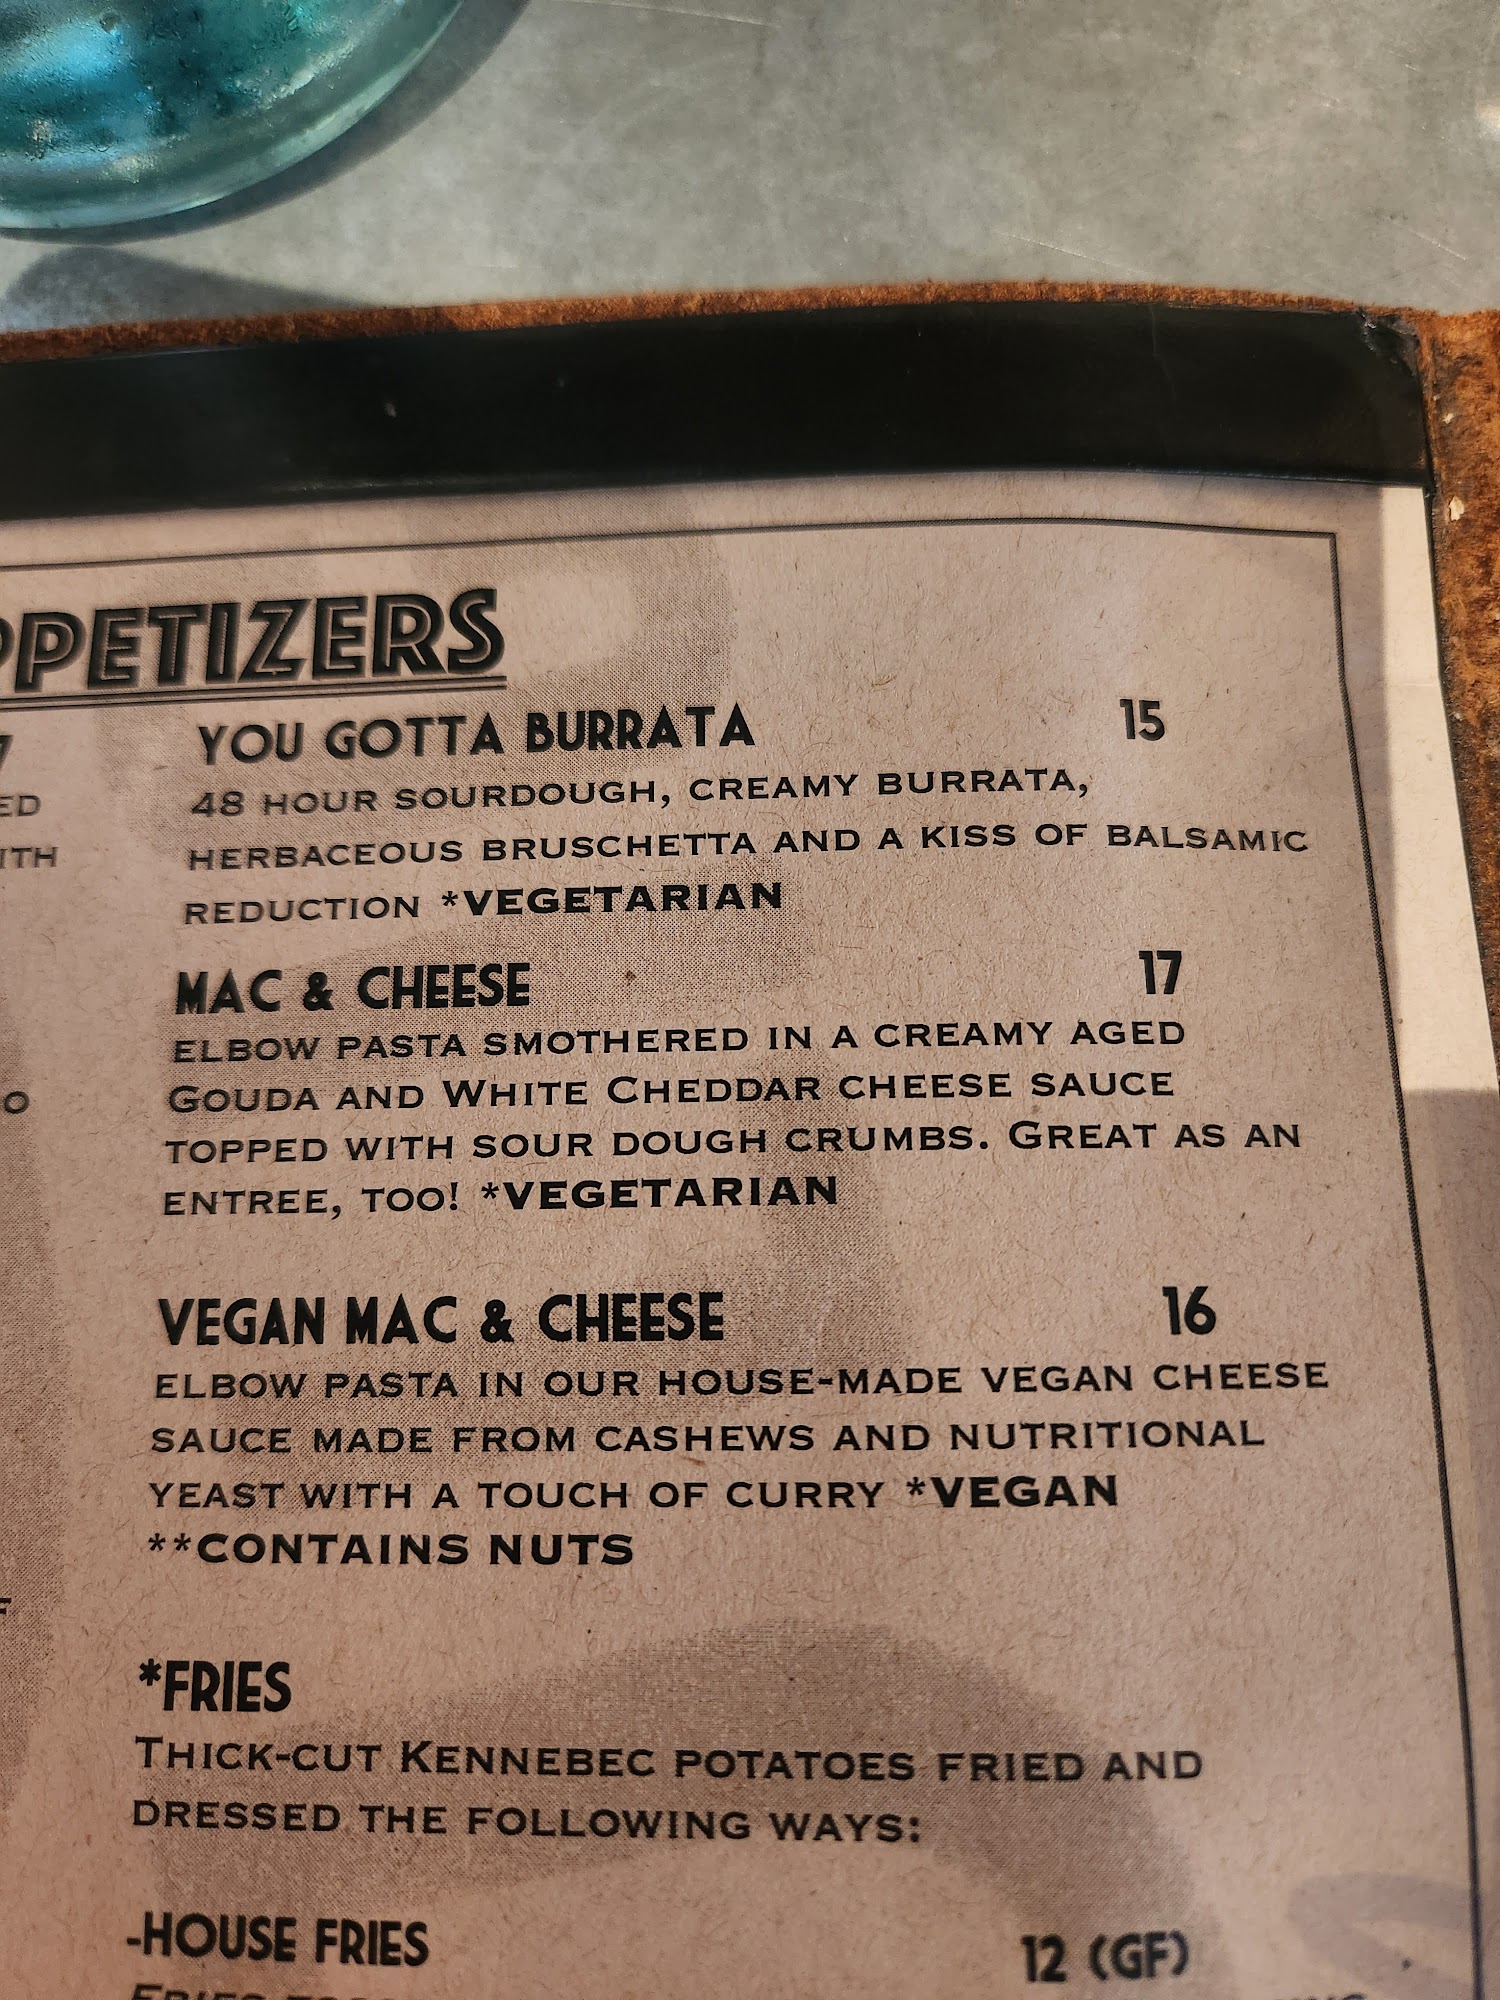 PPETIZERS
YOU GOTTA BURRATA 15
48 HOUR SOURDOUGH, CREAMY BURRATA,
HERBACEOUS BRUSCHETTA AND A KISS OF BALSAMIC
REDUCTION *VEGETARIAN
MAC & CHEESE 17
ELBOW PASTA SMOTHERED IN A CREAMY AGED
GOUDA AND WHITE CHEDDAR CHEESE SAUCE
TOPPED WITH SOUR DOUGH CRUMBS. GREAT AS AN
ENTREE, TOO! *VEGETARIAN
VEGAN MAC & CHEESE 16
ELBOW PASTA IN OUR HOUSE-MADE VEGAN CHEESE
SAUCE MADE FROM CASHEWS AND NUTRITIONAL
YEAST WITH A TOUCH OF CURRY *VEGAN
**CONTAINS NUTS
*FRIES
THICK-CUT KENNEBEC POTATOES FRIED AND
DRESSED THE FOLLOWING WAYS:
-HOUSE FRIES 12 (GF)